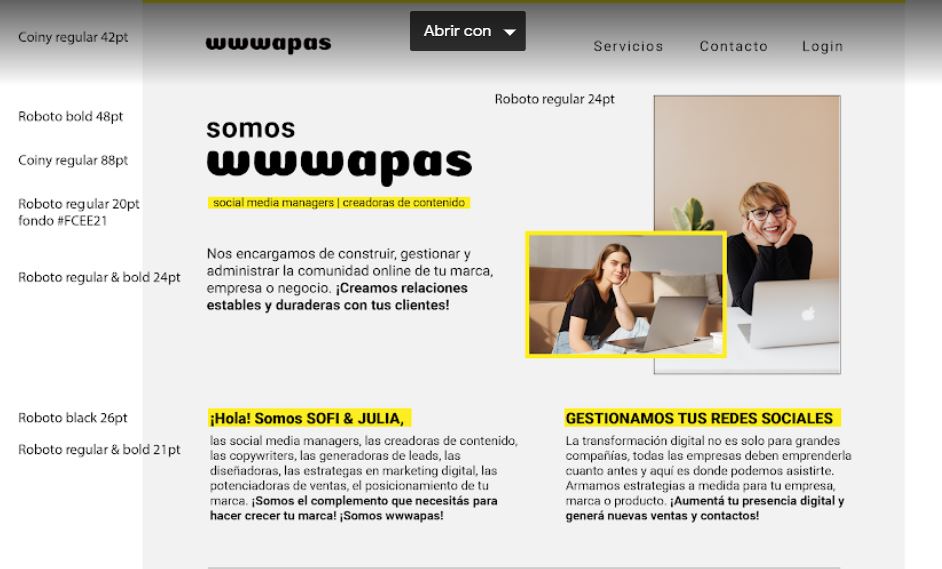 Coiny regular 42pt
wwwapas
Abrir con
Servicios
Contacto
Login
Roboto regular 24pt
Roboto bold 48pt
somos
Coiny regular 88pt
wwwapas
Roboto regular 20pt
fondo #FCEE21
social media managers | creadoras de contenido
Roboto regular & bold 24pt
Nos encargamos de construir, gestionar y
administrar la comunidad online de tu marca,
empresa o negocio. ¡Creamos relaciones
estables y duraderas con tus clientes!
Roboto black 26pt
¡Hola! Somos SOFI & JULIA,
Roboto regular & bold 21pt
las social media managers, las creadoras de contenido,
las copywriters, las generadoras de leads, las
diseñadoras, las estrategas en marketing digital, las
potenciadoras de ventas, el posicionamiento de tu
marca. ¡Somos el complemento que necesitás para
hacer crecer tu marca! ¡Somos wwwapas!
GESTIONAMOS TUS REDES SOCIALES
La transformación digital no es solo para grandes
compañías, todas las empresas deben emprenderla
cuanto antes y aquí es donde podemos asistirte.
Armamos estrategias a medida para tu empresa,
marca o producto. ¡Aumentá tu presencia digital y
generá nuevas ventas y contactos!